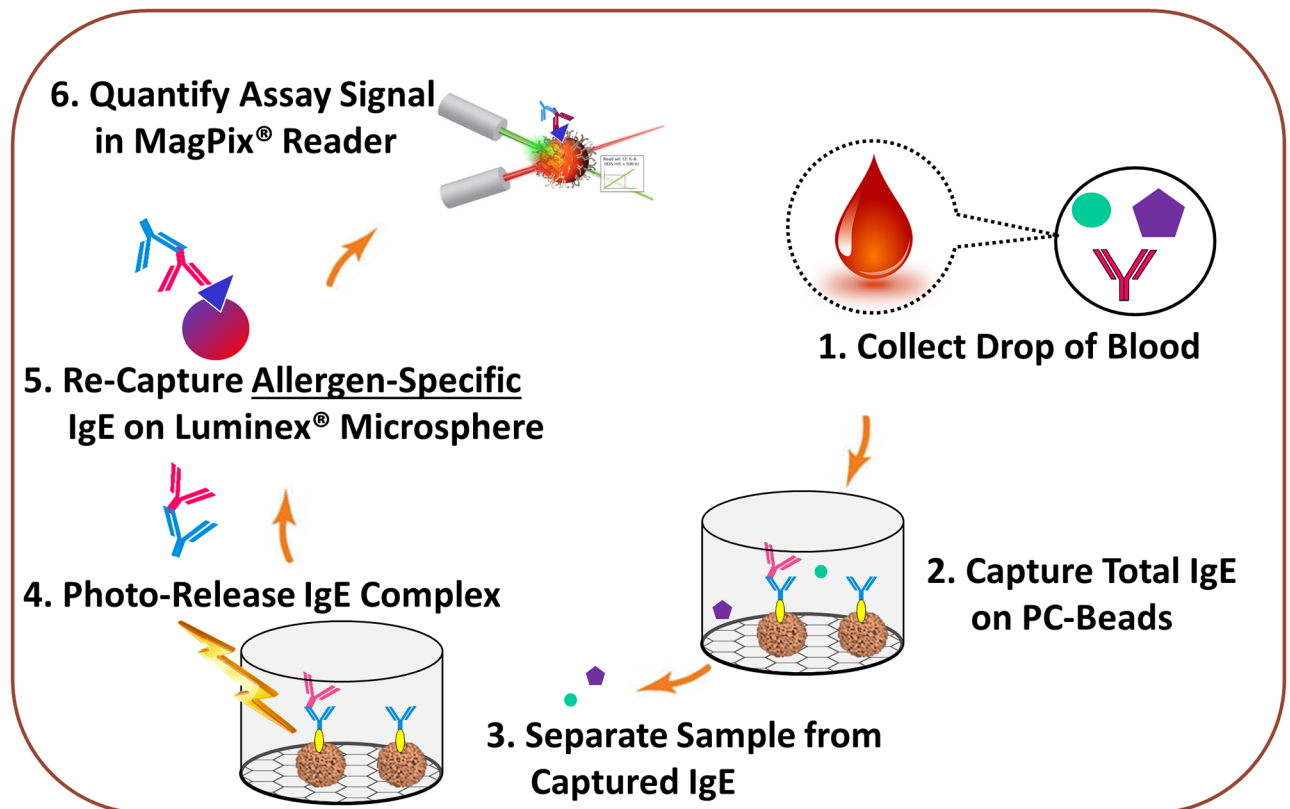 6. Quantify Assay Signal
in MagPix® Reader
1. Collect Drop of Blood
5. Re-Capture Allergen-Specific
IgE on Luminex® Microsphere
2. Capture Total IgE
on PC-Beads
4. Photo-Release IgE Complex
3. Separate Sample from
Captured IgE